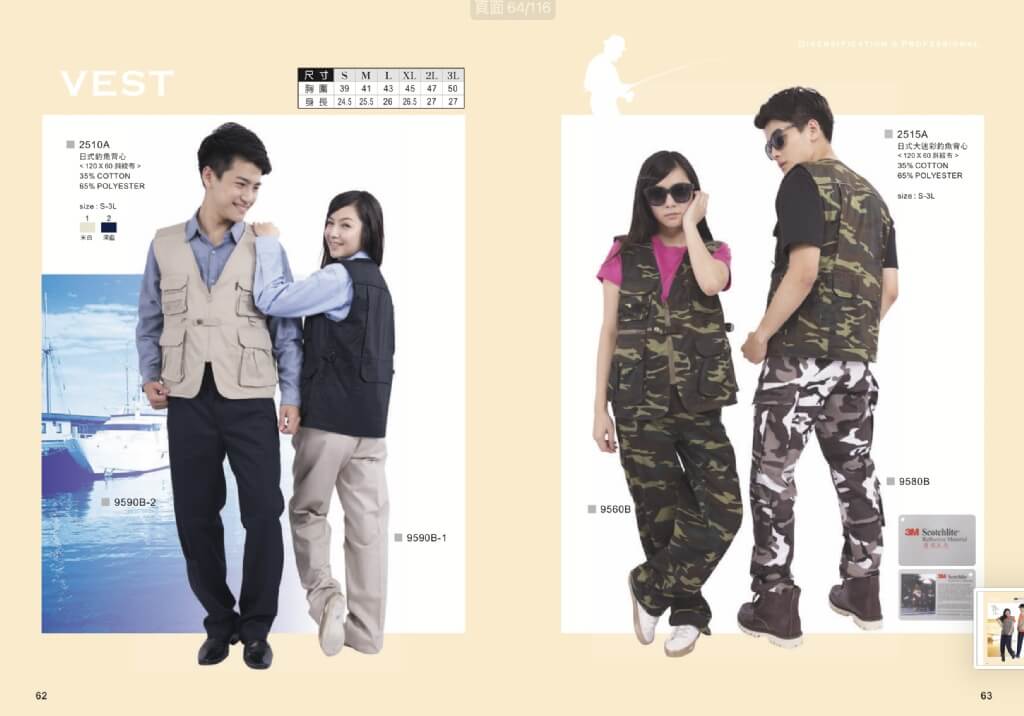 頁面 64/116
DIVERSIFICATION & PROFESSIONAL
VEST
尺寸 S M L XL 2L 3L
胸圍 39 41 43 45 47 50
身長 24.5 25.5 26 26.5 27 27
2510A
日式釣魚背心
< 120 X 60 斜紋布 >
35% COTTON
65% POLYESTER
size : S-3L
1 2
米白 深藍
9590B-2
9590B-1
2515A
日式大迷彩釣魚背心
< 120 X 60 斜紋布 >
35% COTTON
65% POLYESTER
size : S-3L
9560B
9580B
3M Scotchlite™
Reflective Material
3M Scotchlite
62
63